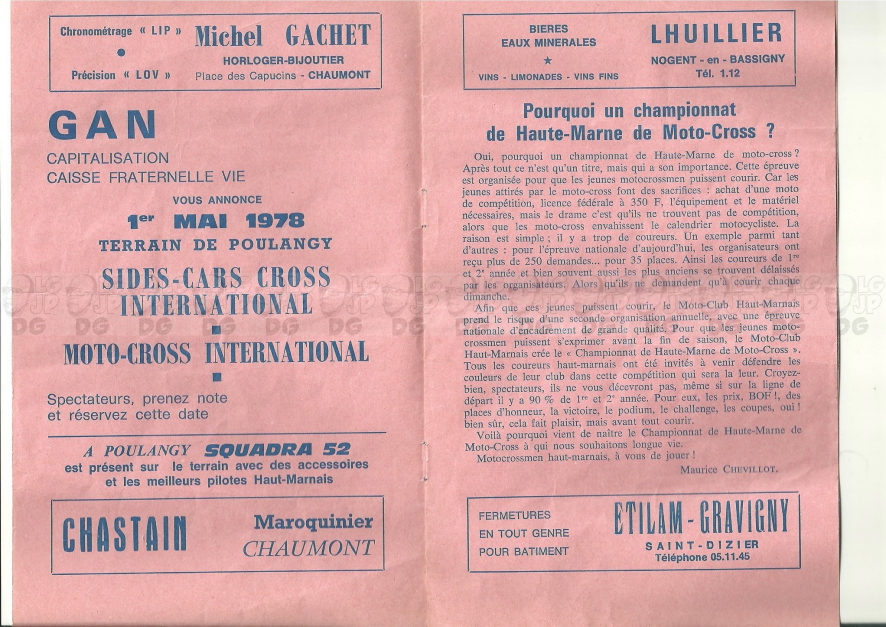 Chronométrage « LIP »
Précision « LOV »
Michel GACHET
HORLOGER-BIJOUTIER
Place des Capucins - CHAUMONT
GAN
CAPITALISATION
CAISSE FRATERNELLE VIE
VOUS ANNONCE
1er MAI 1978
TERRAIN DE POULANGY
SIDES-CARS CROSS
INTERNATIONAL
MOTO-CROSS INTERNATIONAL
Spectateurs, prenez note
et réservez cette date
A POULANGY SQUADRA 52
est présent sur le terrain avec des accessoires
et les meilleurs pilotes Haut-Marnais
CHASTAIN
Maroquinier
CHAUMONT
BIERES
EAUX MINERALES
VINS - LIMONADES - VINS FINS
LHUILLIER
NOGENT - en - BASSIGNY
Tél. 1.12
Pourquoi un championnat
de Haute-Marne de Moto-Cross ?
Oui, pourquoi un championnat de Haute-Marne de moto-cross ?
Après tout ce n'est qu'un titre, mais qui a son importance. Cette épreuve
est organisée pour que les jeunes motocrossmen puissent courir. Car les
jeunes attirés par le moto-cross font des sacrifices : achat d'une moto
de compétition, licence fédérale à 350 F, l'équipement et le matériel
nécessaires, mais le drame c'est qu'ils ne trouvent pas de compétition,
alors que les moto-cross envahissent le calendrier motocycliste. La
raison est simple ; il y a trop de coureurs. Un exemple parmi tant
d'autres : pour l'épreuve nationale d'aujourd'hui, les organisateurs ont
reçu plus de 250 demandes... pour 35 places. Ainsi les coureurs de 1re
et 2e année et bien souvent aussi les plus anciens se trouvent délaissés
par les organisateurs. Alors qu'ils ne demandent qu'à courir chaque
dimanche.
Afin que ces jeunes puissent courir, le Moto-Club Haut-Marnais
prend le risque d'une seconde organisation annuelle, avec une épreuve
nationale d'encadrement de grande qualité. Pour que les jeunes moto-
crossmen puissent s'exprimer avant la fin de saison, le Moto-Club
Haut-Marnais crée le « Championnat de Haute-Marne de Moto-Cross ».
Tous les coureurs haut-marnais ont été invités à venir défendre les
couleurs de leur club dans cette compétition qui sera la leur. Croyez-
bien, spectateurs, ils ne vous décevront pas, même si sur la ligne de
départ il y a 90 % de 1re et 2e année. Pour eux, les prix, BOF !, des
places d'honneur, la victoire, le podium, le challenge, les coupes, oui !
bien sûr, cela fait plaisir, mais avant tout courir.
Voilà pourquoi vient de naître le Championnat de Haute-Marne de
Moto-Cross à qui nous souhaitons longue vie.
Motocrossmen haut-marnais, à vous de jouer !
Maurice CHEVILLOT.
FERMETURES
EN TOUT GENRE
POUR BATIMENT
ETILAM - GRAVIGNY
SAINT-DIZIER
Téléphone 05.11.45